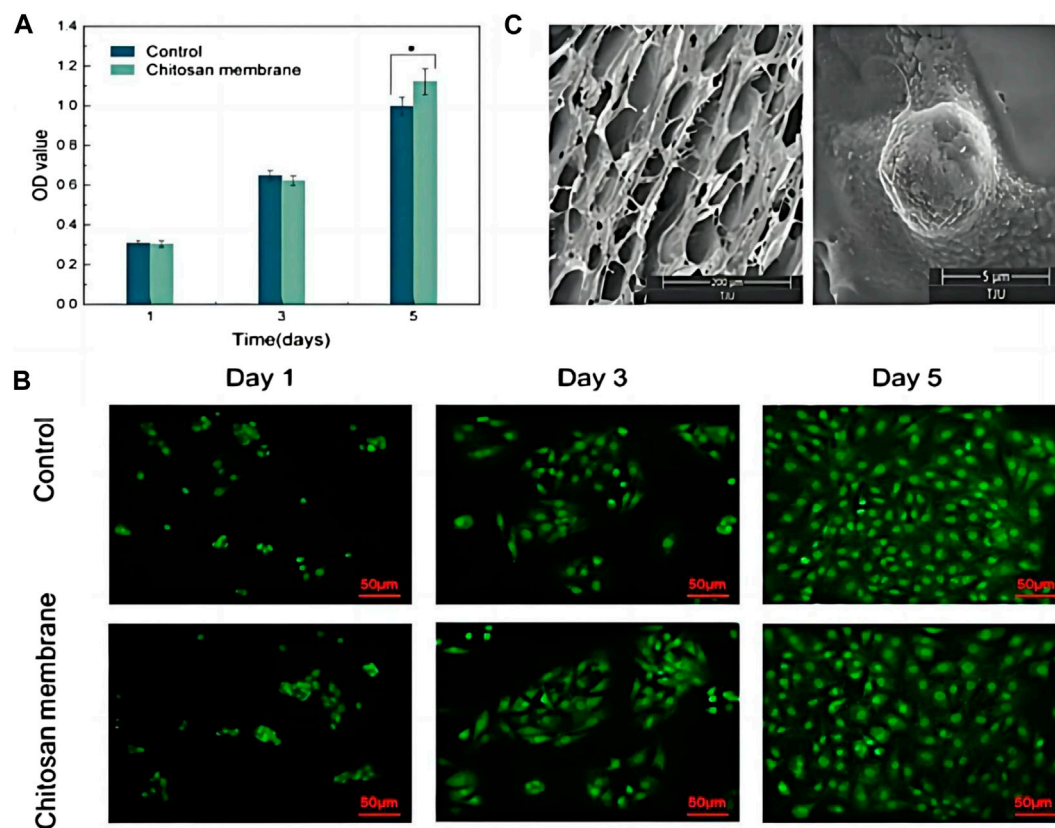 A
1.4
1.2
1.0
0.8
0.6
0.4
0.2
0.0
OD value
Control
Chitosan membrane
1
3
5
Time(days)
C
200 µm
TJU
5 µm
TJU
B
Day 1
Day 3
Day 5
Control
50µm
50µm
50µm
Chitosan membrane
50µm
50µm
50µm